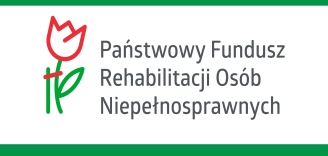 Państwowy Fundusz
Rehabilitacji Osób
Niepełnosprawnych